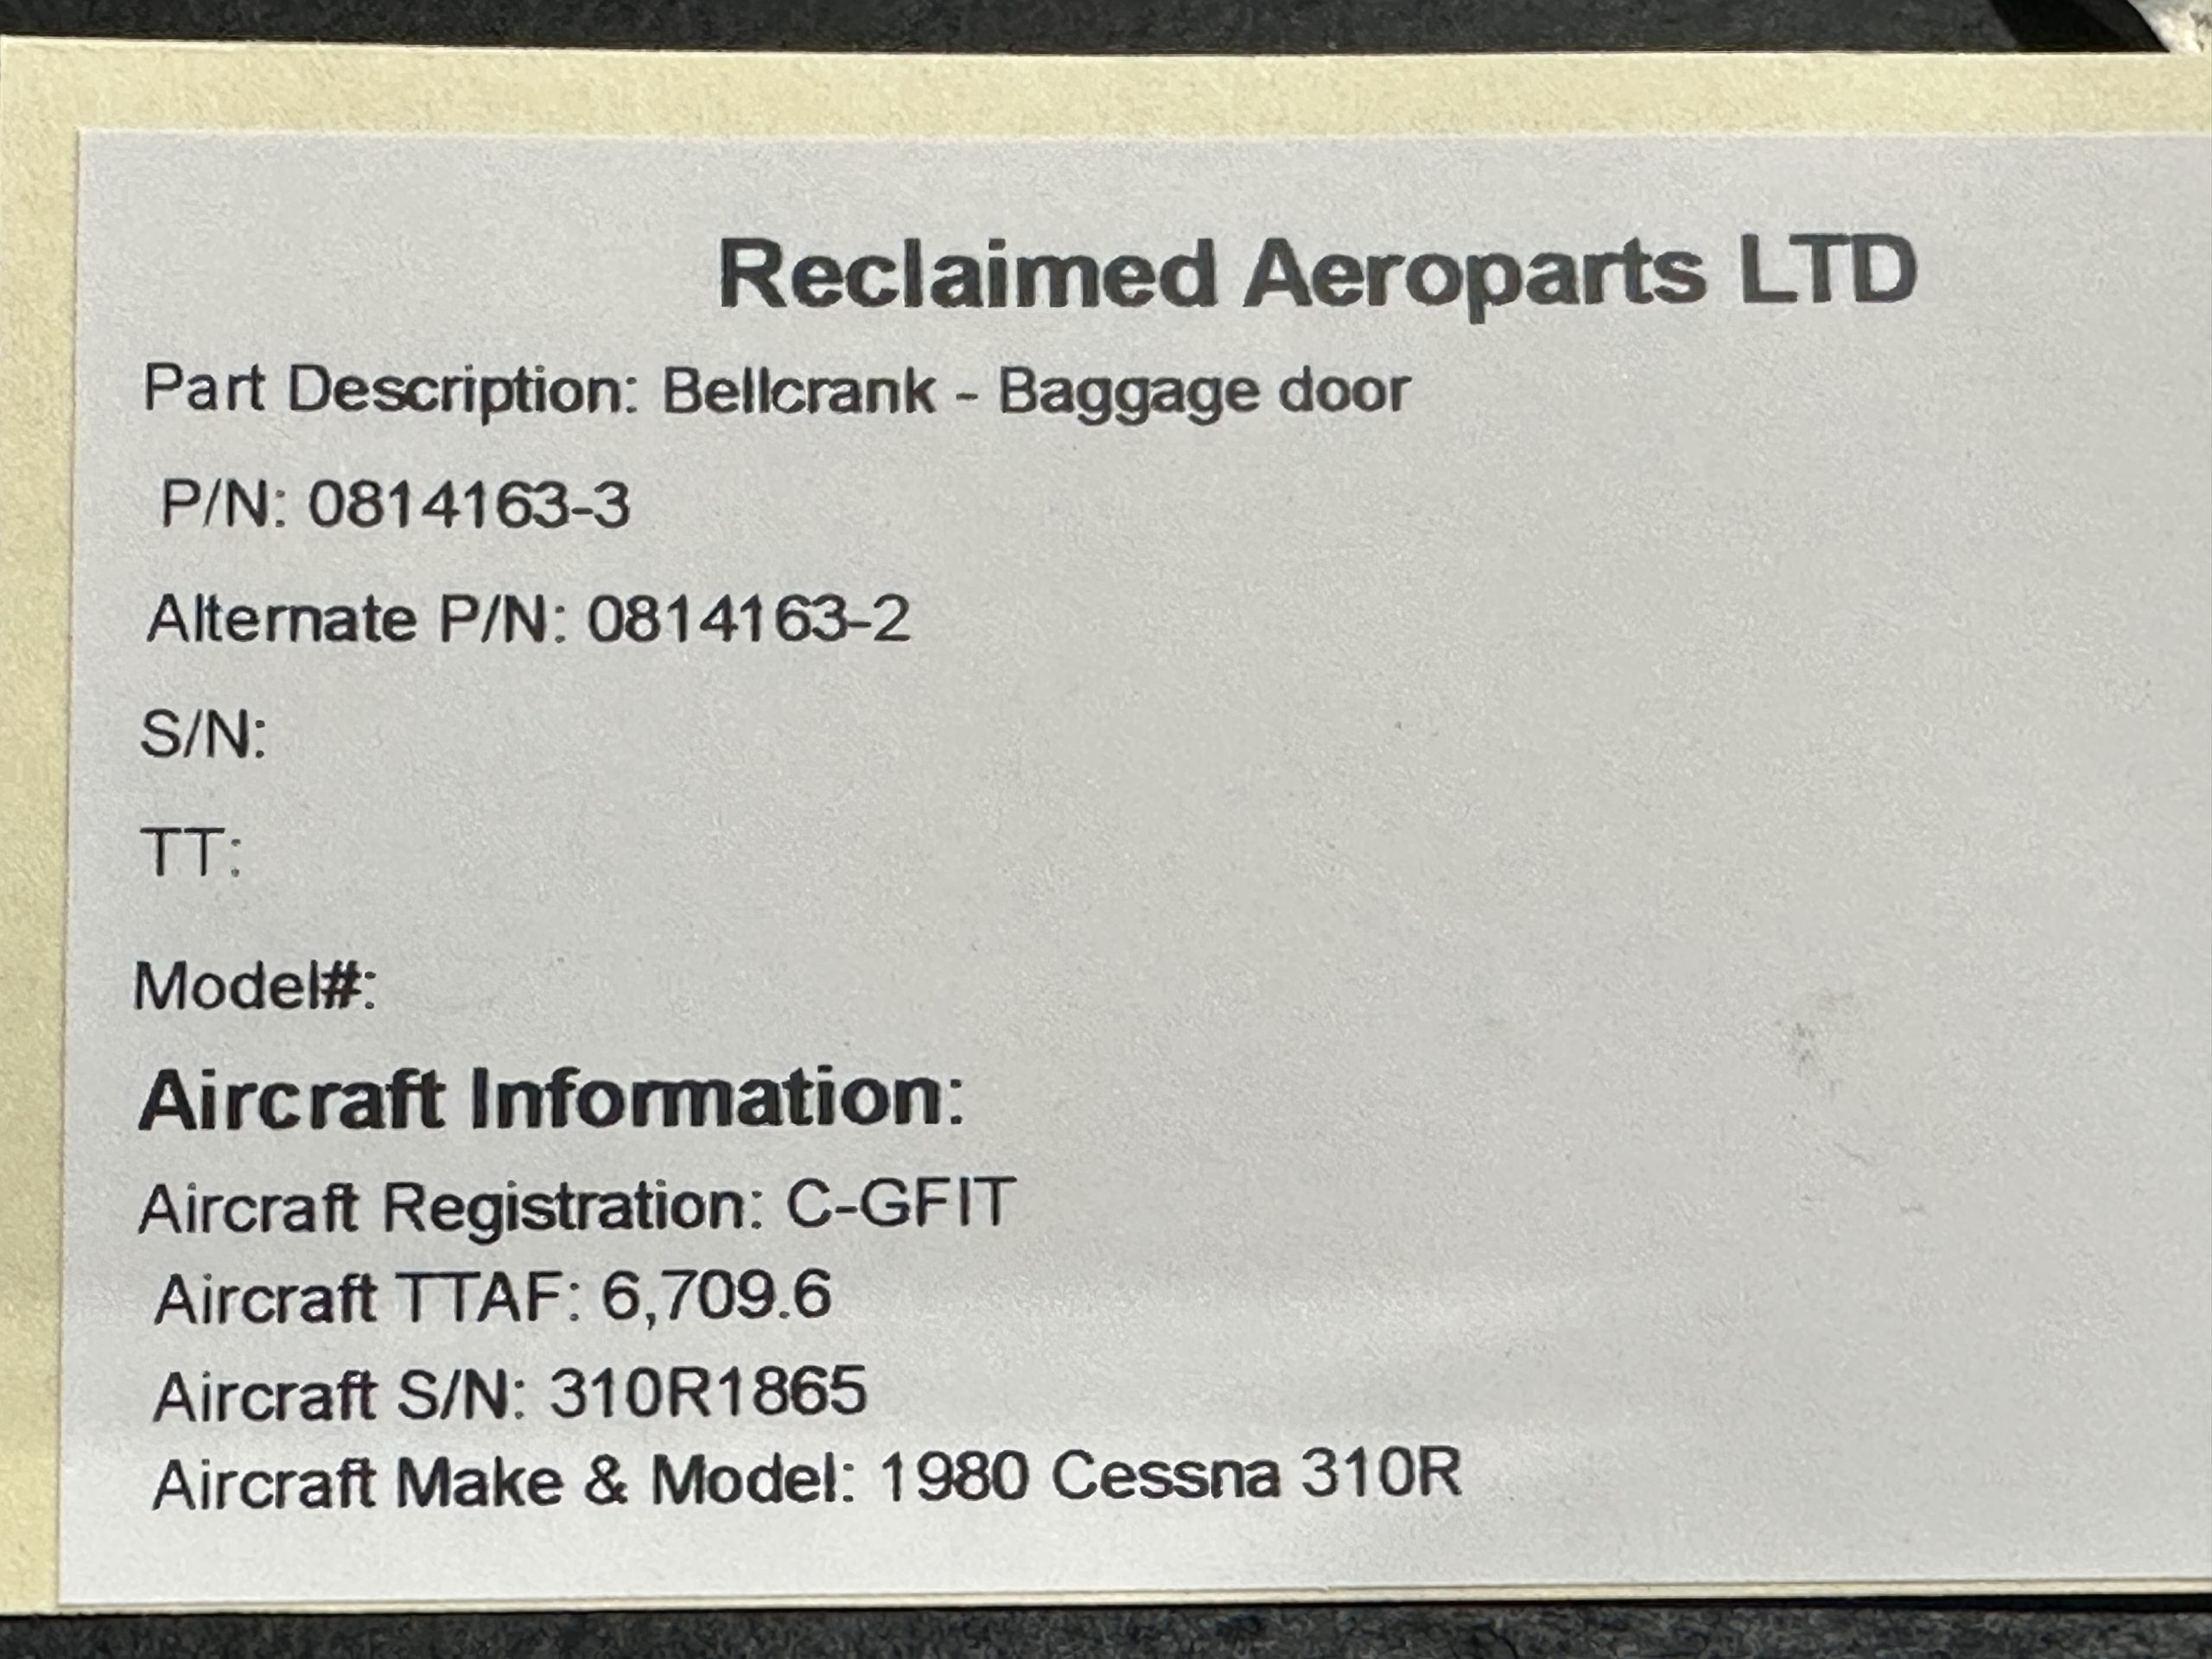 Reclaimed Aeroparts LTD
Part Description: Bellcrank - Baggage door
P/N: 0814163-3
Alternate P/N: 0814163-2
S/N:
TT:
Model#:
Aircraft Information:
Aircraft Registration: C-GFIT
Aircraft TTAF: 6,709.6
Aircraft S/N: 310R1865
Aircraft Make & Model: 1980 Cessna 310R